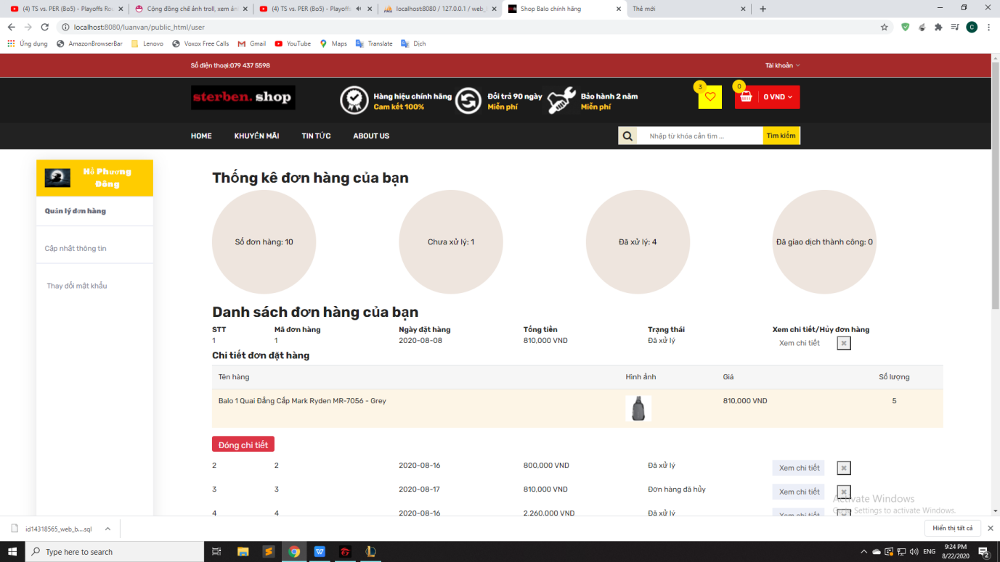 (4) TS vs. PER (Bo5) - Playoffs Rou
Cộng đồng chế ảnh troll, xem ản
(4) TS vs. PER (Bo5) - Playoffs
localhost:8080 / 127.0.0.1 / web_b
Shop Balo chính hãng
Thẻ mới
localhost:8080/luanvan/public_html/user
C
Ứng dụng
AmazonBrowserBar
Lenovo
Voxox Free Calls
Gmail
YouTube
Maps
Translate
Dịch
Số điện thoại:079 437 5598
Tài khoản
sterben. shop
Hàng hiệu chính hãng
Cam kết 100%
Đổi trả 90 ngày
Miễn phí
Bảo hành 2 năm
Miễn phí
3
0
0 VND
HOME
KHUYẾN MÃI
TIN TỨC
ABOUT US
Nhập từ khóa cần tìm ...
Tìm kiếm
Hồ Phương
Đông
Quản lý đơn hàng
Cập nhật thông tin
Thay đổi mật khẩu
Thống kê đơn hàng của bạn
Số đơn hàng: 10
Chưa xử lý: 1
Đã xử lý: 4
Đã giao dịch thành công: 0
Danh sách đơn hàng của bạn
STT Mã đơn hàng Ngày đặt hàng Tổng tiền Trạng thái Xem chi tiết/Hủy đơn hàng
1 1 2020-08-08 810,000 VND Đã xử lý Xem chi tiết
Chi tiết đơn đặt hàng
Tên hàng Hình ảnh Giá Số lượng
Balo 1 Quai Đẳng Cấp Mark Ryden MR-7056 - Grey 810,000 VND 5
Đóng chi tiết
2 2 2020-08-16 800,000 VND Đã xử lý Xem chi tiết
3 3 2020-08-17 810,000 VND Đơn hàng đã hủy Xem chi tiết
4 4 2020-08-16 2,260,000 VND Đã xử lý Xem chi tiết
Activate Windows
Go to Settings to activate Windows.
id14318565_web_b....sql
Hiển thị tất cả
Type here to search
ENG
9:24 PM
8/22/2020
2